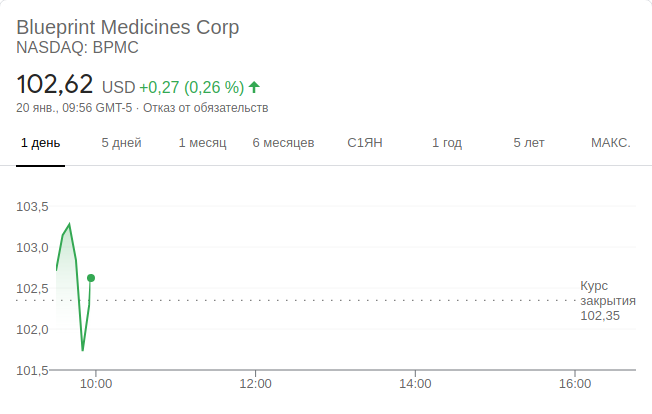 Blueprint Medicines Corp
NASDAQ: BPMC
102,62 USD +0,27 (0,26 %)
20 янв., 09:56 GMT-5 · Отказ от обязательств
1 день 5 дней 1 месяц 6 месяцев С1ЯН 1 год 5 лет МАКС.
103,5
103,0
102,5
102,0
101,5
Курс
закрытия
102,35
10:00 12:00 14:00 16:00